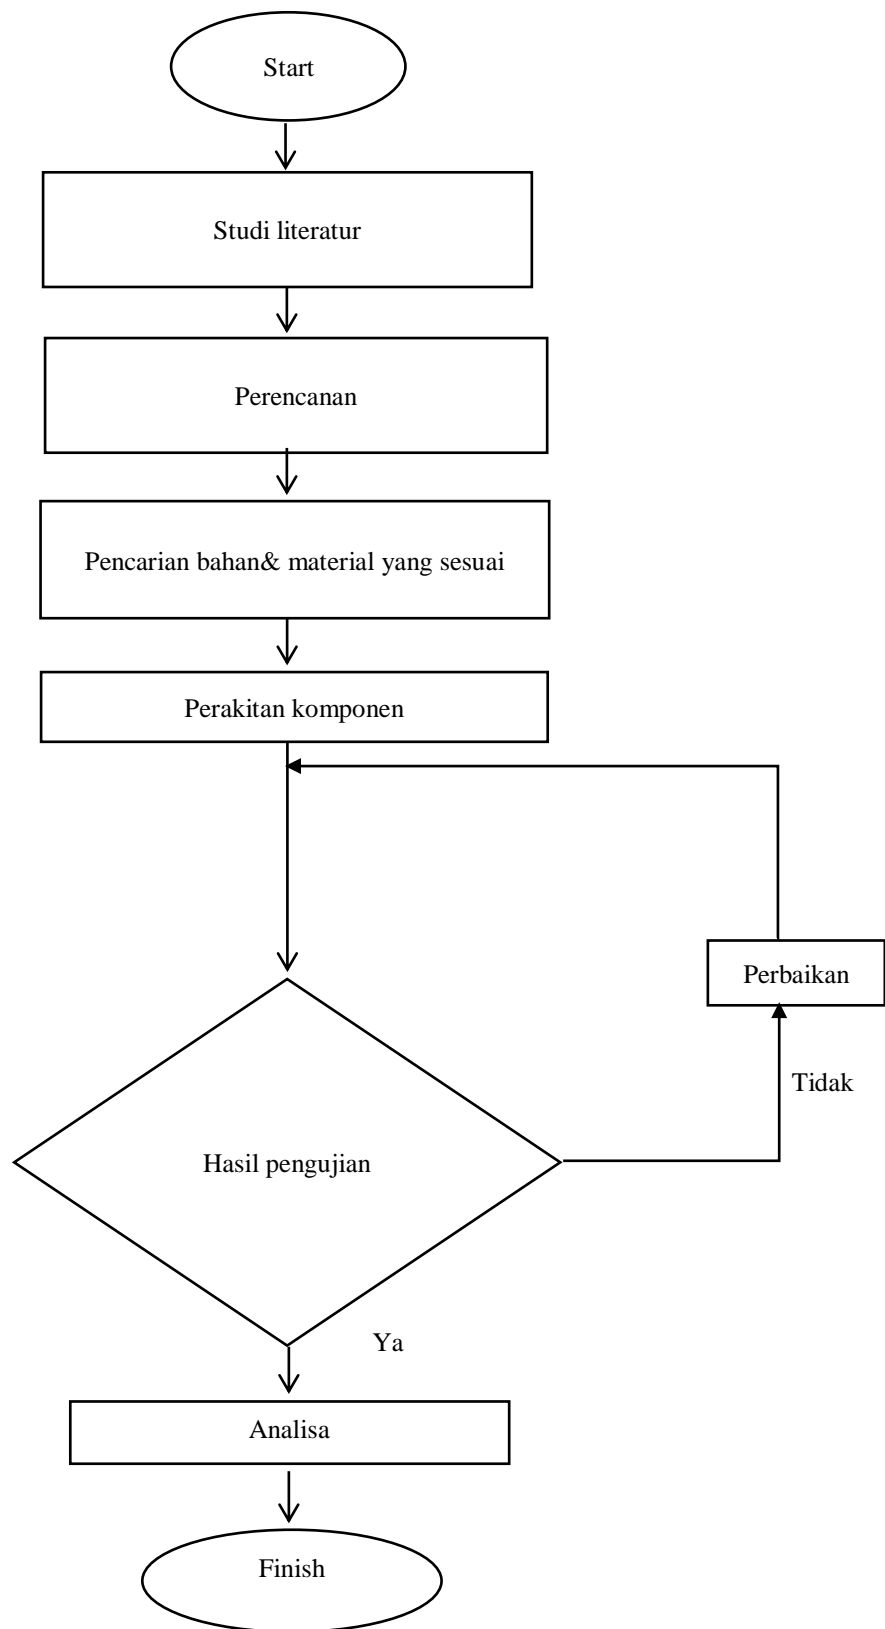 Start
Studi literatur
Perencanan
Pencarian bahan& material yang sesuai
Perakitan komponen
Perbaikan
Tidak
Hasil pengujian
Ya
Analisa
Finish